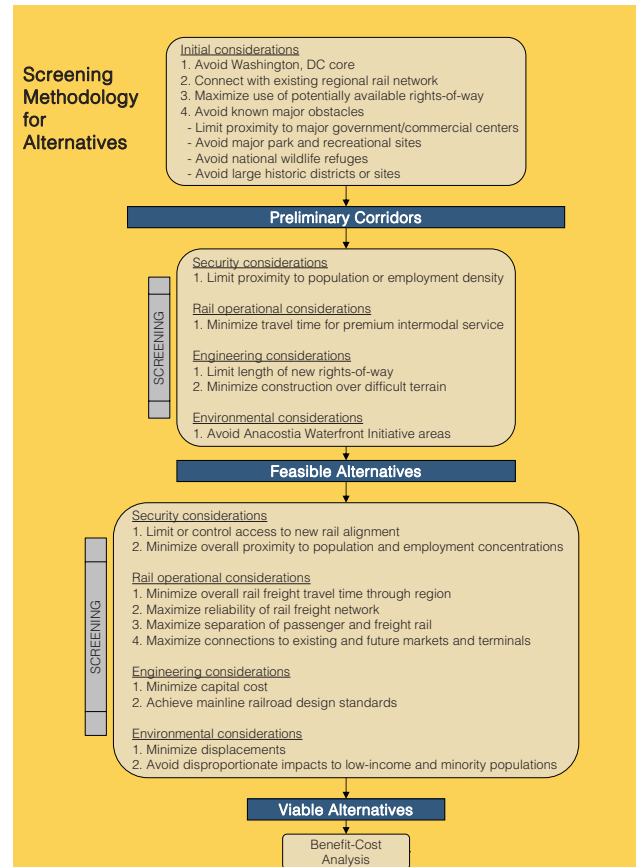 Screening
Methodology
for
Alternatives
Initial considerations
1. Avoid Washington, DC core
2. Connect with existing regional rail network
3. Maximize use of potentially available rights-of-way
4. Avoid known major obstacles
- Limit proximity to major government/commercial centers
- Avoid major park and recreational sites
- Avoid national wildlife refuges
- Avoid large historic districts or sites
Preliminary Corridors
SCREENING
Security considerations
1. Limit proximity to population or employment density
Rail operational considerations
1. Minimize travel time for premium intermodal service
Engineering considerations
1. Limit length of new rights-of-way
2. Minimize construction over difficult terrain
Environmental considerations
1. Avoid Anacostia Waterfront Initiative areas
Feasible Alternatives
SCREENING
Security considerations
1. Limit or control access to new rail alignment
2. Minimize overall proximity to population and employment concentrations
Rail operational considerations
1. Minimize overall rail freight travel time through region
2. Maximize reliability of rail freight network
3. Maximize separation of passenger and freight rail
4. Maximize connections to existing and future markets and terminals
Engineering considerations
1. Minimize capital cost
2. Achieve mainline railroad design standards
Environmental considerations
1. Minimize displacements
2. Avoid disproportionate impacts to low-income and minority populations
Viable Alternatives
Benefit-Cost
Analysis